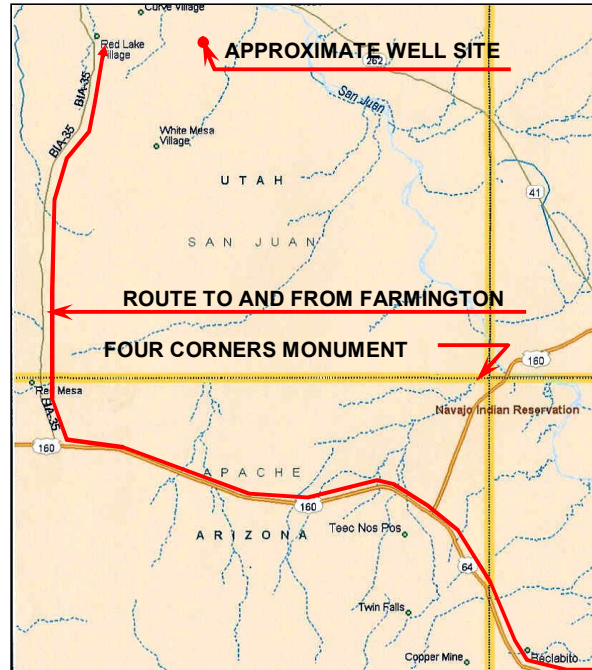 Curve Village
Red Lake
Village
APPROXIMATE WELL SITE
262
San Juan
BIA-35
BIA-35
White Mesa
Village
UTAH
41
SAN JUAN
ROUTE TO AND FROM FARMINGTON
FOUR CORNERS MONUMENT
160
Red Mesa
BIA-35
Navajo Indian Reservation
160
APACHE
160
ARIZONA
Teec Nos Pos
64
Twin Falls
Copper Mine
Beclabito